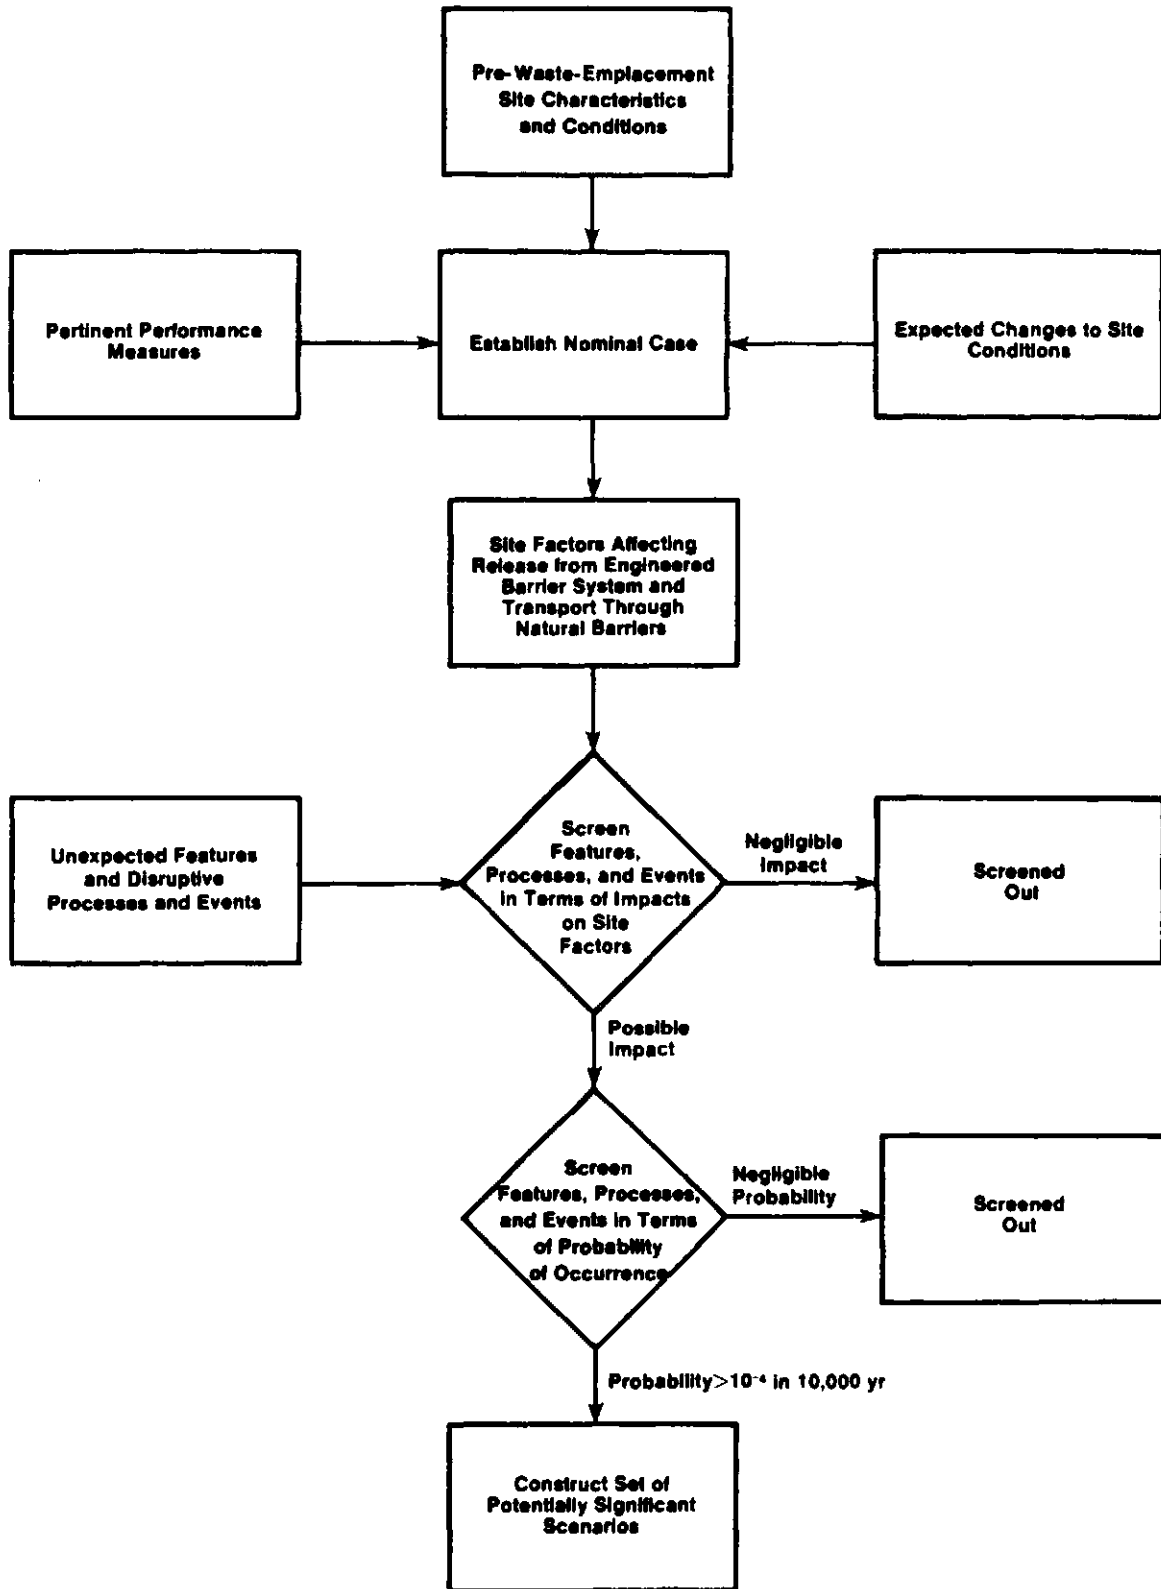 Pre-Waste-Emplacement
Site Characteristics
and Conditions
Pertinent Performance
Measures
Establish Nominal Case
Expected Changes to Site
Conditions
Site Factors Affecting
Release from Engineered
Barrier System and
Transport Through
Natural Barriers
Unexpected Features
and Disruptive
Processes and Events
Screen
Features,
Processes, and Events
in Terms of Impacts
on Site
Factors
Negligible
Impact
Screened
Out
Possible
Impact
Screen
Features, Processes,
and Events in Terms
of Probability
of Occurrence
Negligible
Probability
Screened
Out
Probability>10⁻⁴ in 10,000 yr
Construct Set of
Potentially Significant
Scenarios